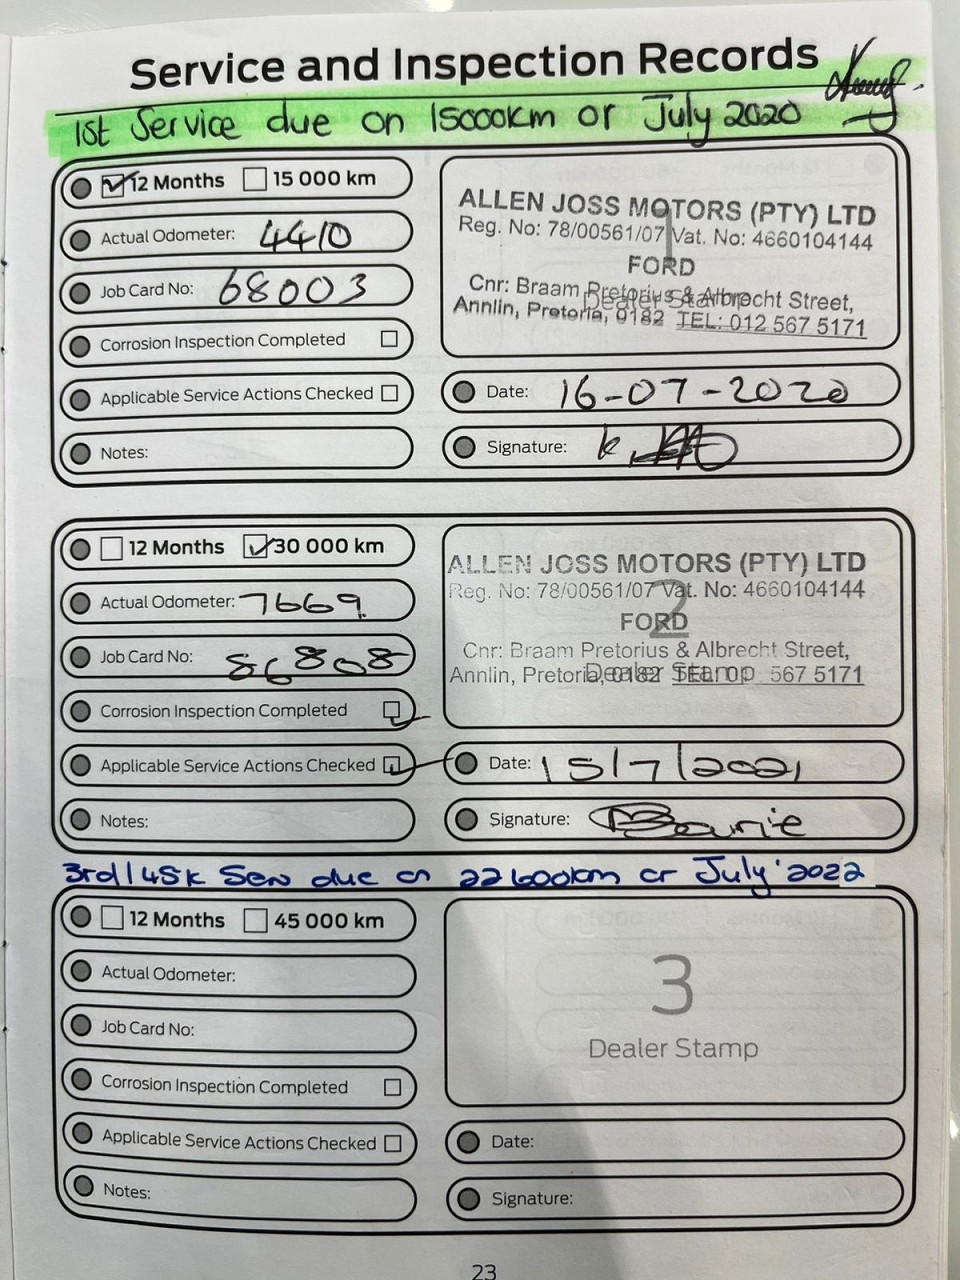 Service and Inspection Records
1st Service due on 15000km or July 2020
12 Months 15 000 km
Actual Odometer: 4410
Job Card No: 68003
Corrosion Inspection Completed
Applicable Service Actions Checked
Notes:
1
Dealer Stamp
ALLEN JOSS MOTORS (PTY) LTD
Reg. No: 78/00561/07 Vat. No: 4660104144
FORD
Cnr: Braam Pretorius & Albrecht Street,
Annlin, Pretoria, 0182 TEL: 012 567 5171
Date: 16-07-2020
Signature:
12 Months 30 000 km
Actual Odometer: 7669
Job Card No: 86808
Corrosion Inspection Completed
Applicable Service Actions Checked
Notes:
2
Dealer Stamp
ALLEN JOSS MOTORS (PTY) LTD
Reg. No: 78/00561/07 Vat. No: 4660104144
FORD
Cnr: Braam Pretorius & Albrecht Street,
Annlin, Pretoria, 0182 TEL: 567 5171
Date: 15/7/2021
Signature:
3rd/45k Serv due on 22600km or July'2022
12 Months 45 000 km
Actual Odometer:
Job Card No:
Corrosion Inspection Completed
Applicable Service Actions Checked
Notes:
3
Dealer Stamp
Date:
Signature:
23